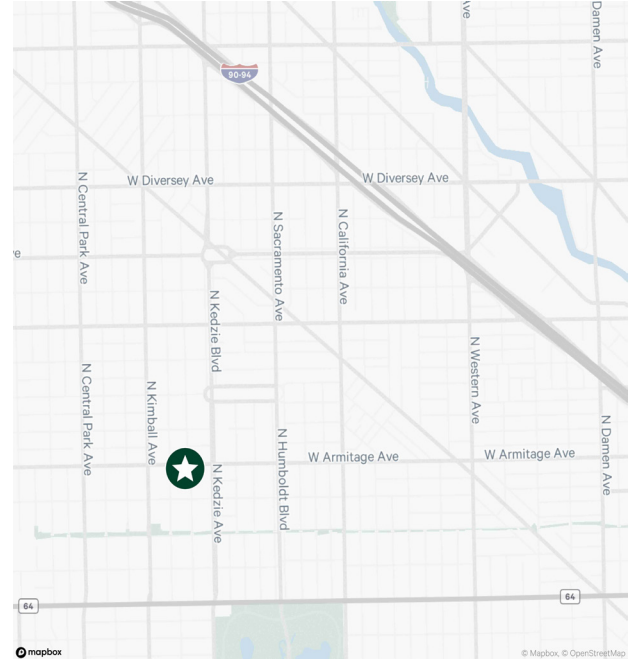 ve
N Damen Ave
90-94
W Diversey Ave
W Diversey Ave
N Central Park Ave
N Sacramento Ave
N California Ave
e
N Kedzie Blvd
N Western Ave
N Central Park Ave
N Kimball Ave
N Humboldt Blvd
W Armitage Ave
W Armitage Ave
N Damen Ave
N Kedzie Ave
64
64
mapbox
© Mapbox, © OpenStreetMap